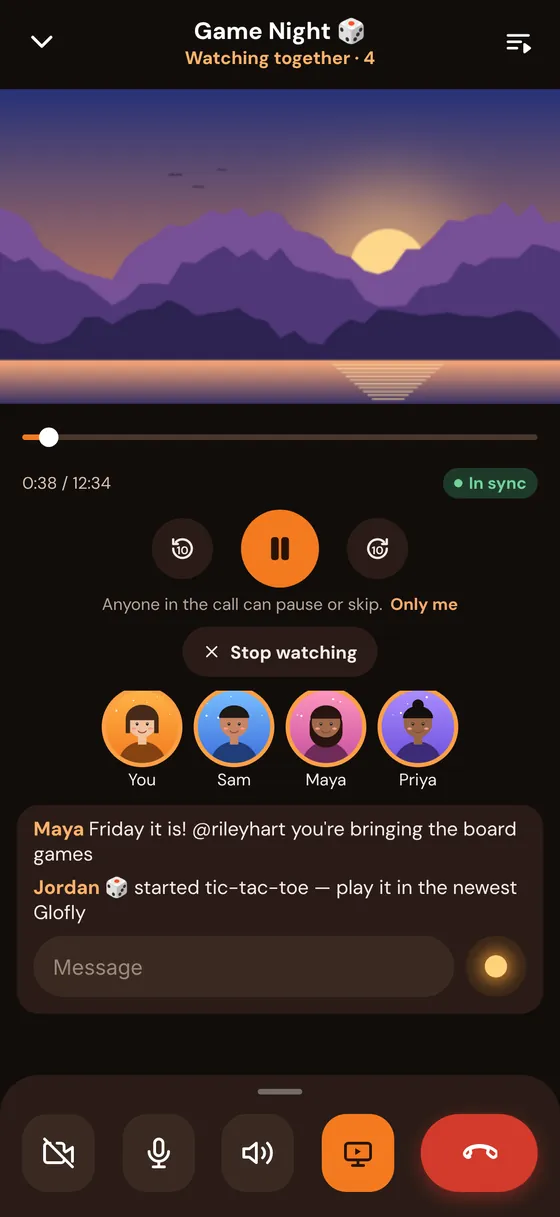 Game Night 🎲
Watching together · 4
0:38 / 12:34
In sync
10
10
Anyone in the call can pause or skip. Only me
Stop watching
You
Sam
Maya
Priya
Maya Friday it is! @rileyhart you're bringing the board
games
Jordan 🎲 started tic-tac-toe — play it in the newest
Glofly
Message